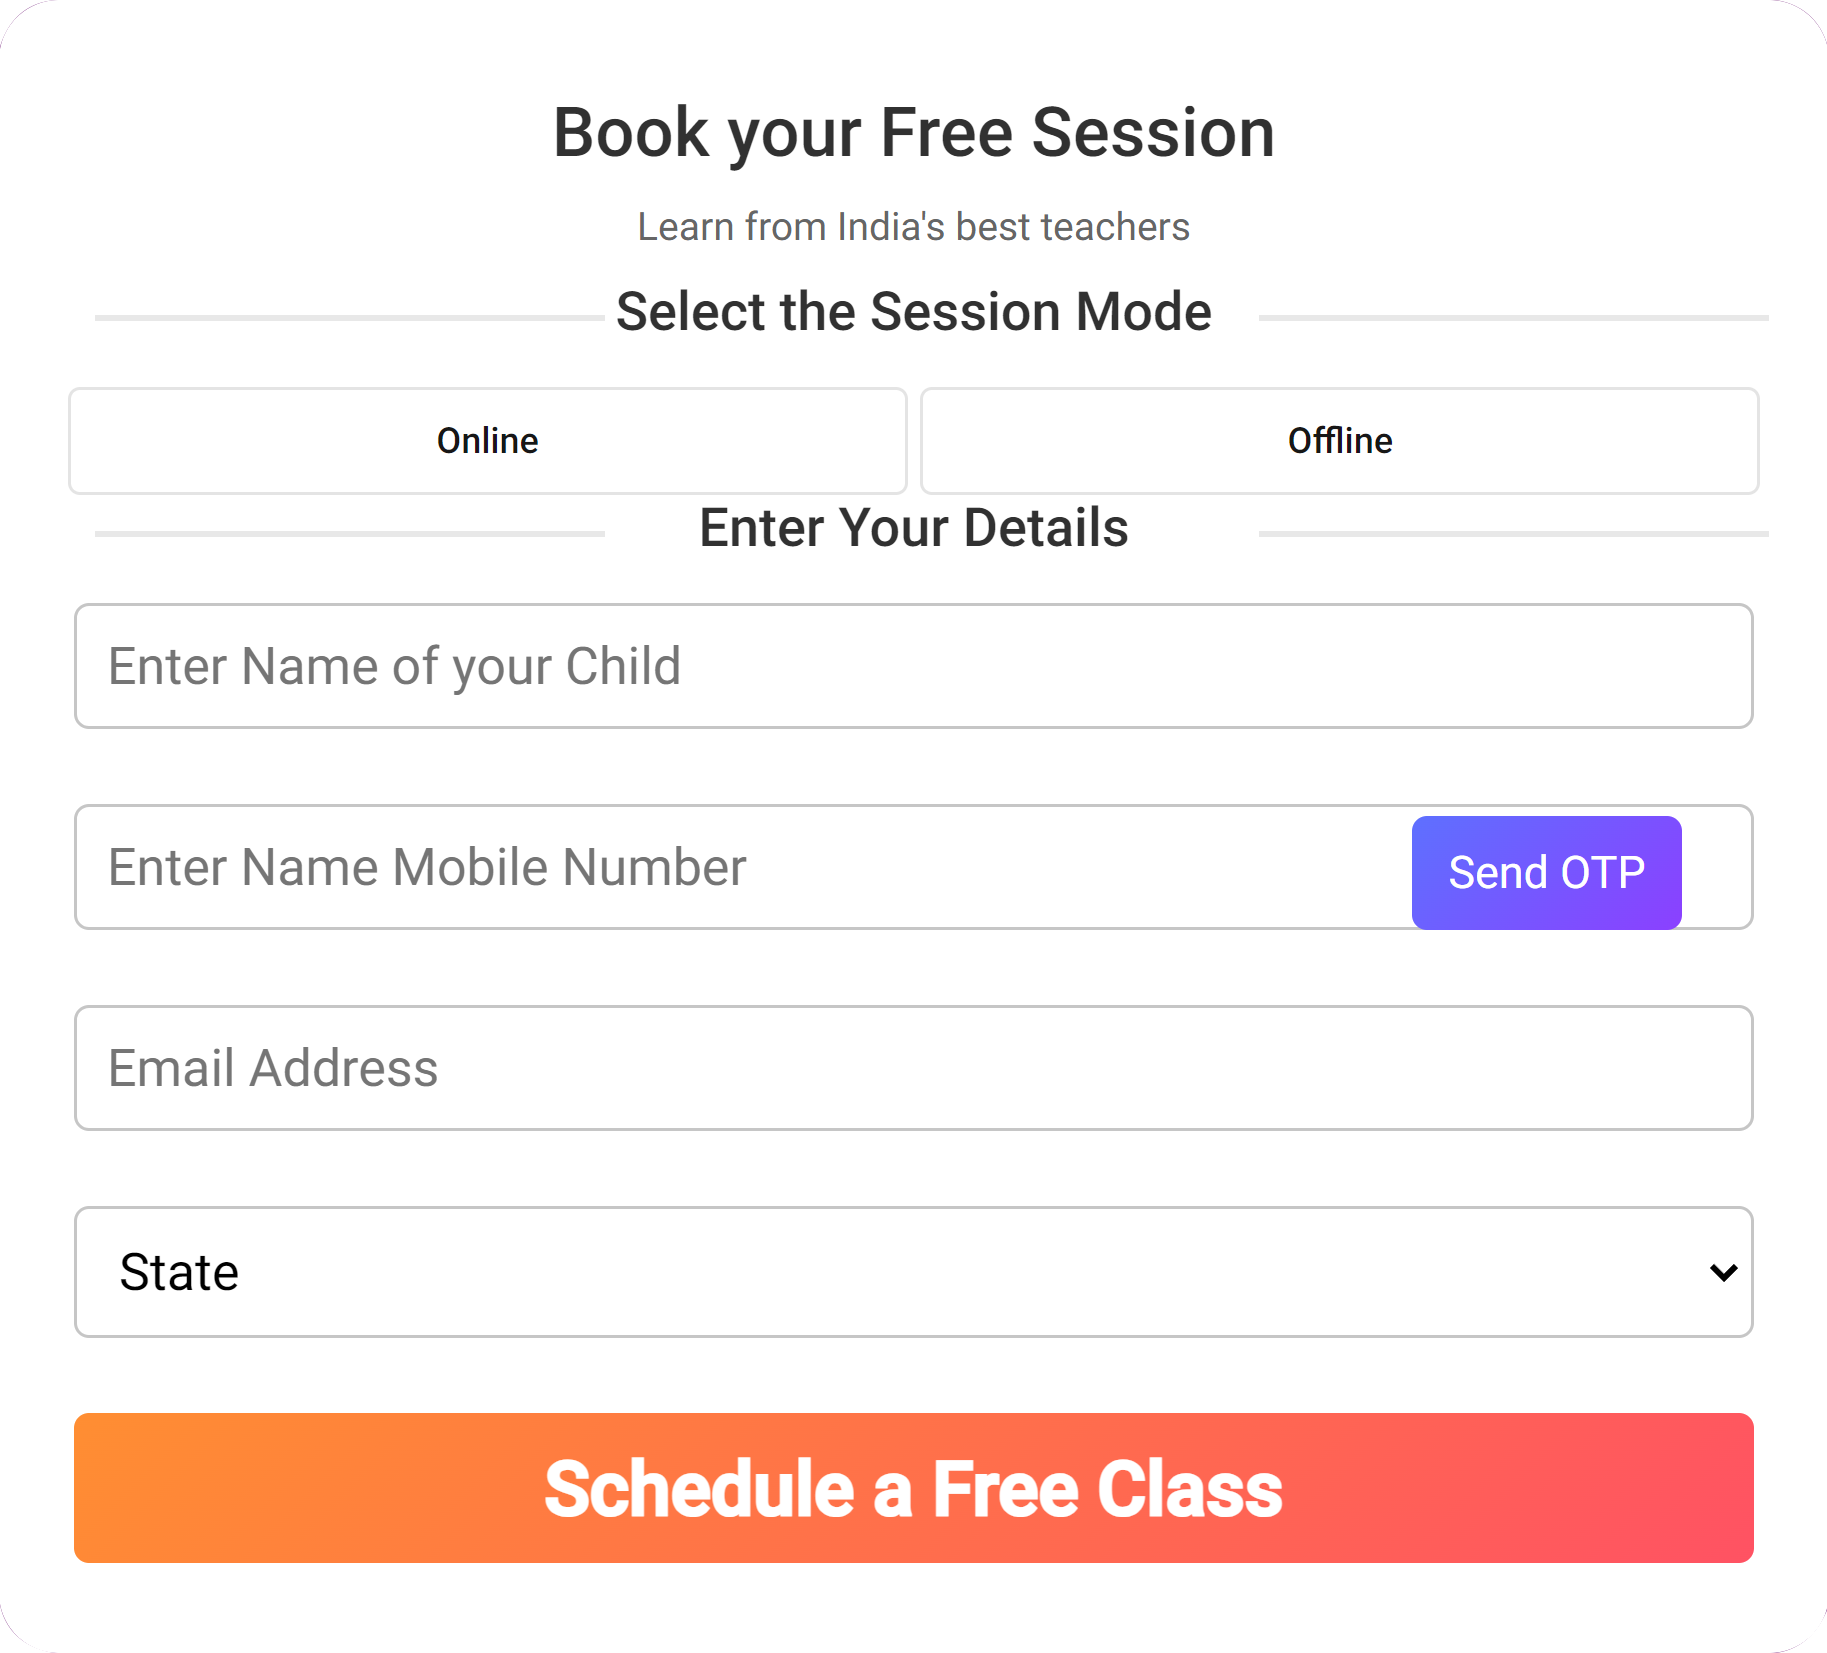 Book your Free Session
Learn from India's best teachers
Select the Session Mode
Online Offline
Enter Your Details
Enter Name of your Child
Enter Name Mobile Number Send OTP
Email Address
State
Schedule a Free Class